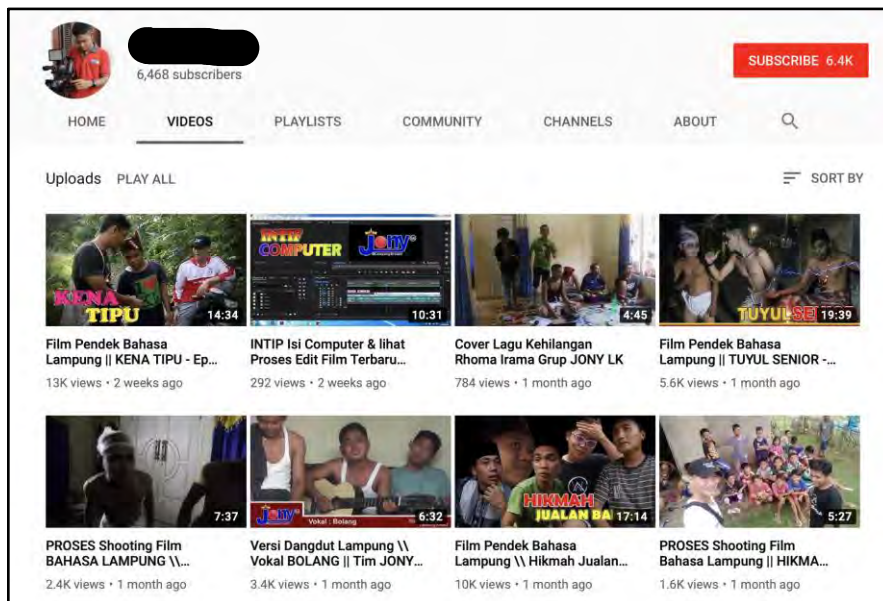 6,468 subscribers
SUBSCRIBE 6.4K
HOME VIDEOS PLAYLISTS COMMUNITY CHANNELS ABOUT
Uploads PLAY ALL SORT BY
KENA
TIPU
14:34
INTIP
COMPUTER
Jony
10:31
4:45
TUYUL SENIOR
19:39
Film Pendek Bahasa
Lampung || KENA TIPU - Ep...
13K views • 2 weeks ago
INTIP Isi Computer & lihat
Proses Edit Film Terbaru...
292 views • 2 weeks ago
Cover Lagu Kehilangan
Rhoma Irama Grup JONY LK
784 views • 1 month ago
Film Pendek Bahasa
Lampung || TUYUL SENIOR -...
5.6K views • 1 month ago
7:37
Jony
Vokal : Bolang
6:32
HIKMAH
JUALAN BA
17:14
5:27
PROSES Shooting Film
BAHASA LAMPUNG \\...
2.4K views • 1 month ago
Versi Dangdut Lampung \\
Vokal BOLANG || Tim JONY...
3.4K views • 1 month ago
Film Pendek Bahasa
Lampung \\ Hikmah Jualan...
10K views • 1 month ago
PROSES Shooting Film
Bahasa Lampung || HIKMA...
1.6K views • 1 month ago